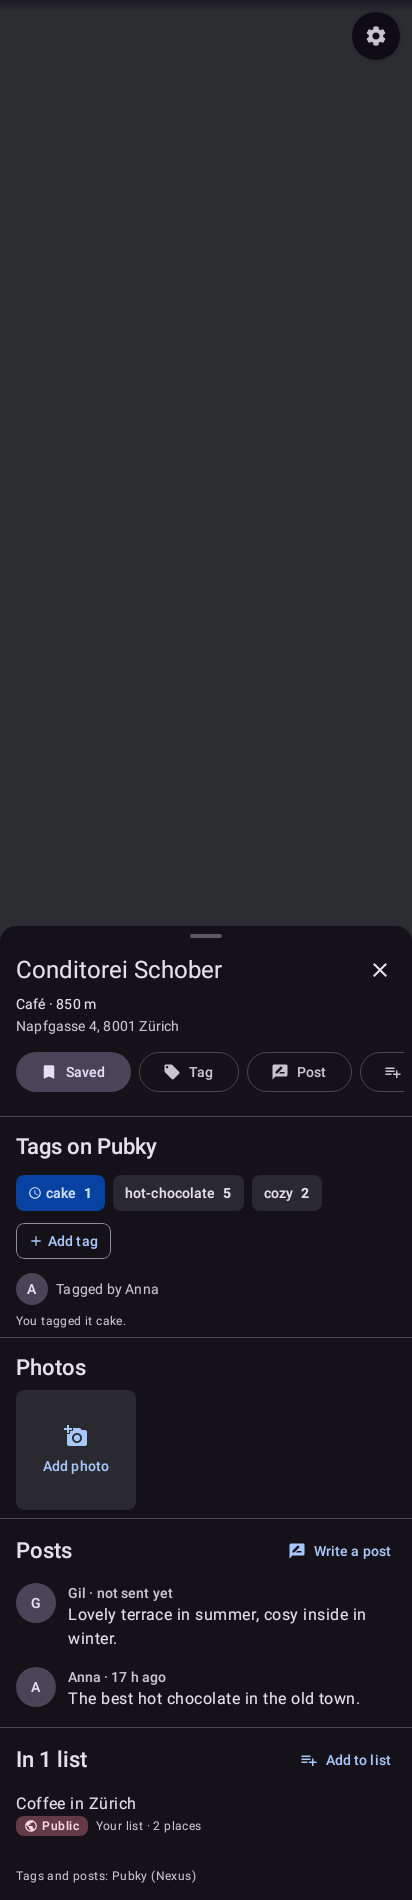 Conditorei Schober
Café · 850 m
Napfgasse 4, 8001 Zürich
Saved
Tag
Post
Tags on Pubky
cake 1
hot-chocolate 5
cozy 2
Add tag
A
Tagged by Anna
You tagged it cake.
Photos
Add photo
Posts
Write a post
G
Gil · not sent yet
Lovely terrace in summer, cosy inside in
winter.
A
Anna · 17 h ago
The best hot chocolate in the old town.
In 1 list
Add to list
Coffee in Zürich
Public
Your list · 2 places
Tags and posts: Pubky (Nexus)